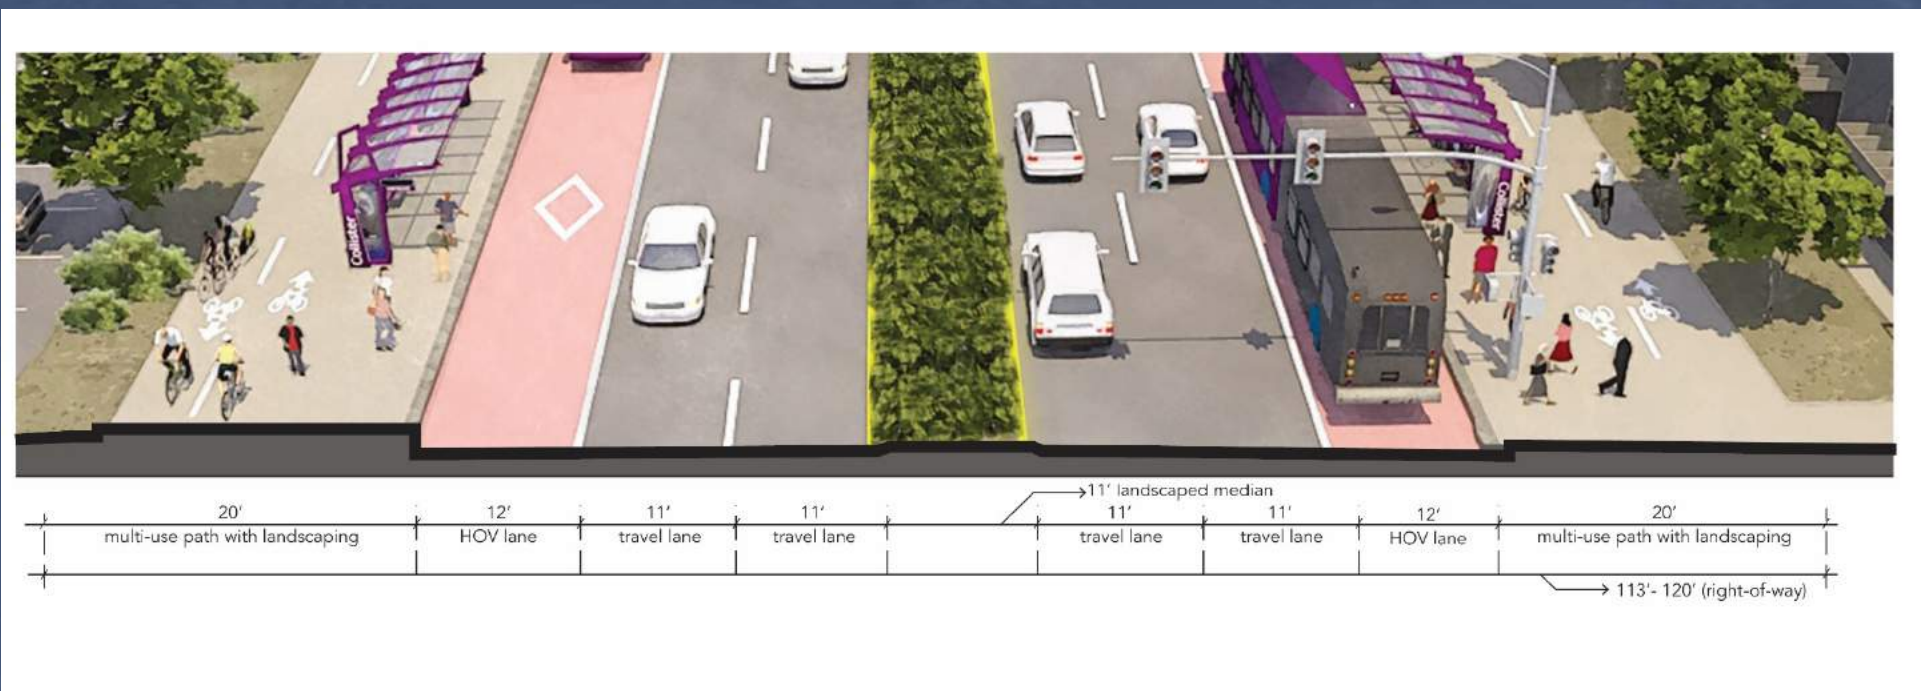 Collister
Collister
11' landscaped median
20'
12'
11'
11'
11'
11'
12'
20'
multi-use path with landscaping
HOV lane
travel lane
travel lane
travel lane
travel lane
HOV lane
multi-use path with landscaping
113'- 120' (right-of-way)